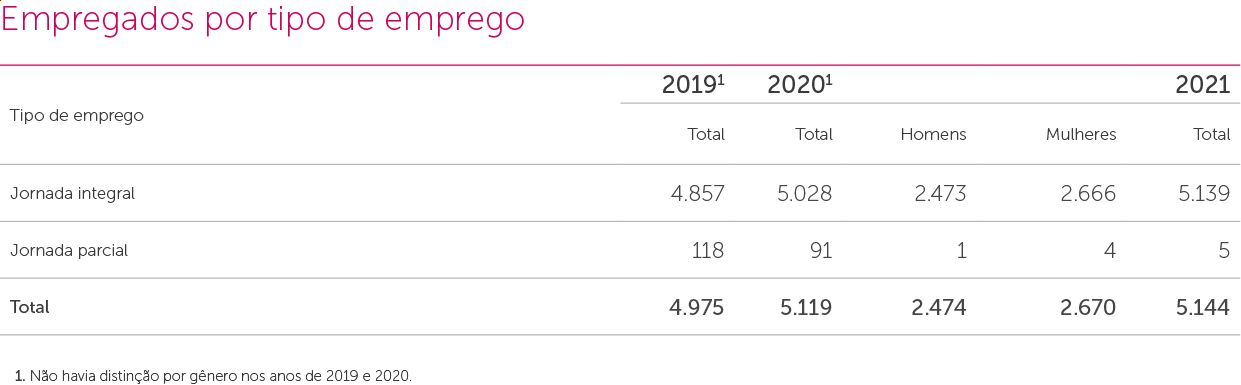 Empregados por tipo de emprego
Tipo de emprego
2019¹ 2020¹ 2021
Total Total Homens Mulheres Total
Jornada integral 4.857 5.028 2.473 2.666 5.139
Jornada parcial 118 91 1 4 5
Total 4.975 5.119 2.474 2.670 5.144
1. Não havia distinção por gênero nos anos de 2019 e 2020.